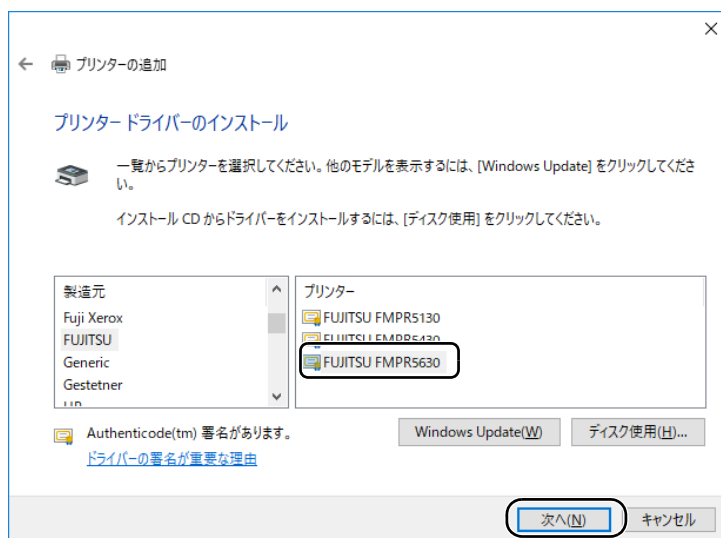 プリンターの追加
プリンター ドライバーのインストール
一覧からプリンターを選択してください。他のモデルを表示するには、[Windows Update] をクリックしてくださ
い。
インストール CD からドライバーをインストールするには、[ディスク使用] をクリックしてください。
製造元
Fuji Xerox
FUJITSU
Generic
Gestetner
プリンター
FUJITSU FMPR5130
FUJITSU FMPR5430
FUJITSU FMPR5630
Authenticode(tm) 署名があります。
ドライバーの署名が重要な理由
Windows Update(W)
ディスク使用(H)...
次へ(N)
キャンセル